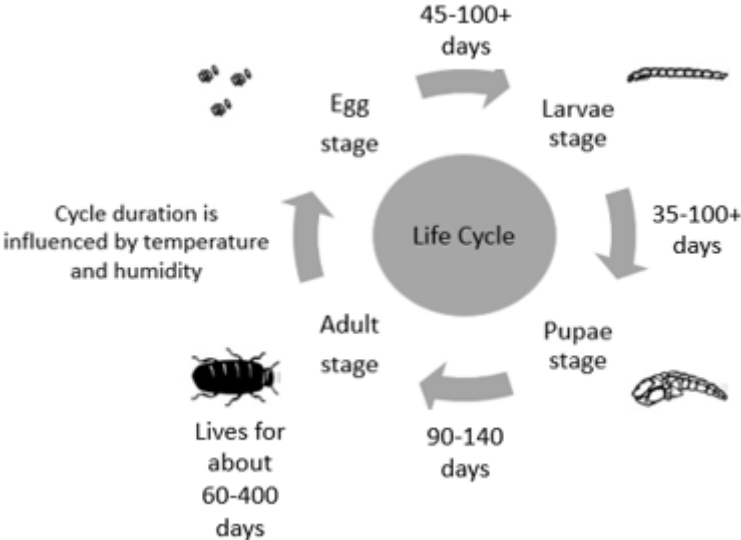 45-100+
days
Egg
stage
Larvae
stage
Cycle duration is
influenced by temperature
and humidity
Life Cycle
35-100+
days
Adult
stage
Pupae
stage
Lives for
about
60-400
days
90-140
days